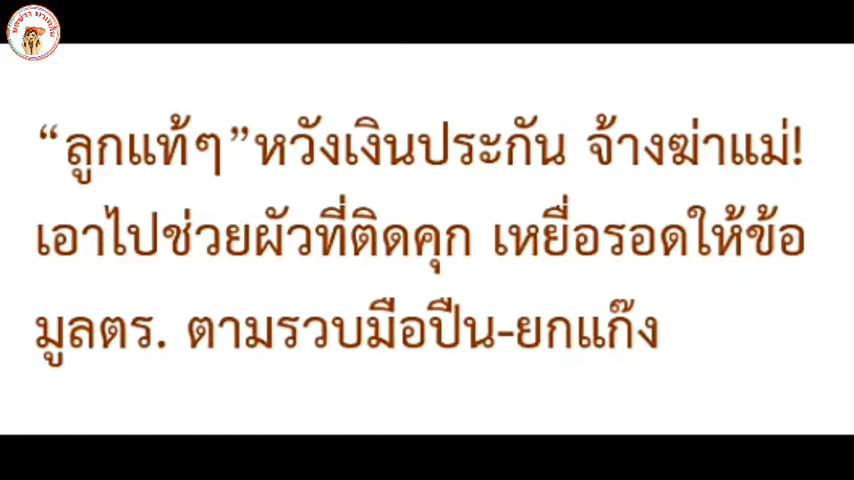 “ลูกแท้ๆ”หวังเงินประกัน จ้างฆ่าแม่!
เอาไปช่วยผัวที่ติดคุก เหยื่อรอดให้ข้อ
มูลตร. ตามรวบมือปืน-ยกแก๊ง